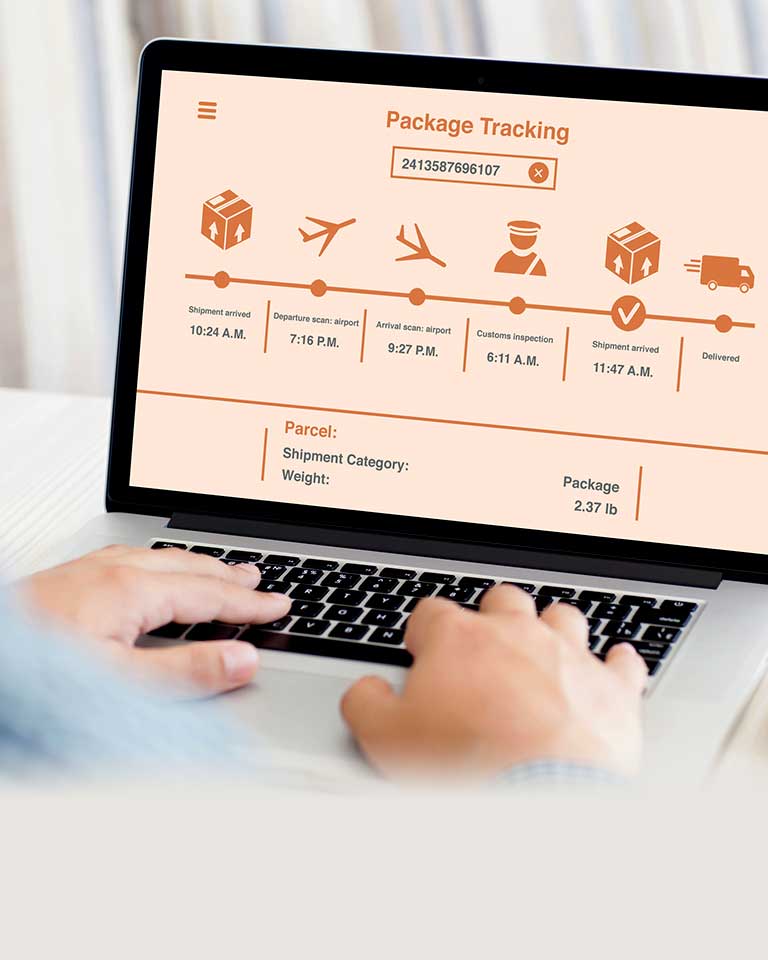 Package Tracking
2413587696107
Shipment arrived
10:24 A.M.
Departure scan: airport
7:16 P.M.
Arrival scan: airport
9:27 P.M.
Customs inspection
6:11 A.M.
Shipment arrived
11:47 A.M.
Delivered
Parcel:
Shipment Category: Package
Weight: 2.37 lb